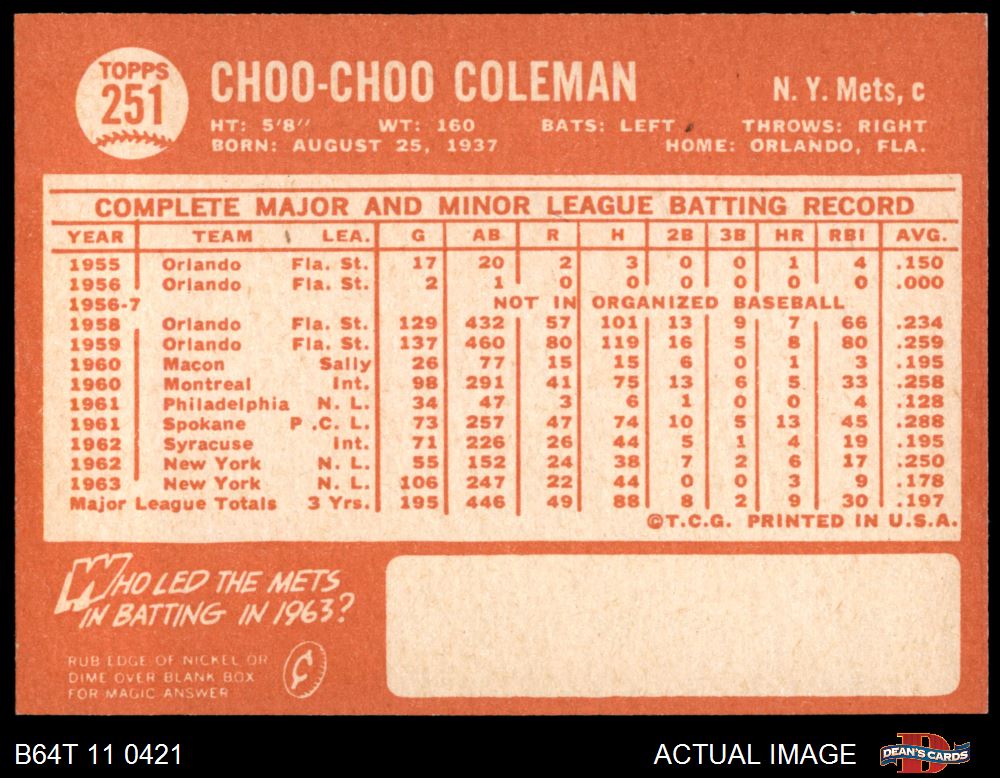 TOPPS
251
CHOO-CHOO COLEMAN
N. Y. Mets, c
HT: 5'8" WT: 160 BATS: LEFT THROWS: RIGHT
BORN: AUGUST 25, 1937 HOME: ORLANDO, FLA.
COMPLETE MAJOR AND MINOR LEAGUE BATTING RECORD
YEAR TEAM LEA. G AB R H 2B 3B HR RBI AVG.
1955 Orlando Fla. St. 17 20 2 3 0 0 1 4 .150
1956 Orlando Fla. St. 2 1 0 0 0 0 0 0 .000
1956-7 NOT IN ORGANIZED BASEBALL
1958 Orlando Fla. St. 129 432 57 101 13 9 7 66 .234
1959 Orlando Fla. St. 137 460 80 119 16 5 8 80 .259
1960 Macon Sally 26 77 15 15 6 0 1 3 .195
1960 Montreal Int. 98 291 41 75 13 6 5 33 .258
1961 Philadelphia N. L. 34 47 3 6 1 0 0 4 .128
1961 Spokane P .C. L. 73 257 47 74 10 5 13 45 .288
1962 Syracuse Int. 71 226 26 44 5 1 4 19 .195
1962 New York N. L. 55 152 24 38 7 2 6 17 .250
1963 New York N. L. 106 247 22 44 0 0 3 9 .178
Major League Totals 3 Yrs. 195 446 49 88 8 2 9 30 .197
©T.C.G. PRINTED IN U.S.A.
WHO LED THE METS
IN BATTING IN 1963?
RUB EDGE OF NICKEL OR
DIME OVER BLANK BOX
FOR MAGIC ANSWER
¢
B64T 11 0421
ACTUAL IMAGE
D
DEAN'S CARDS